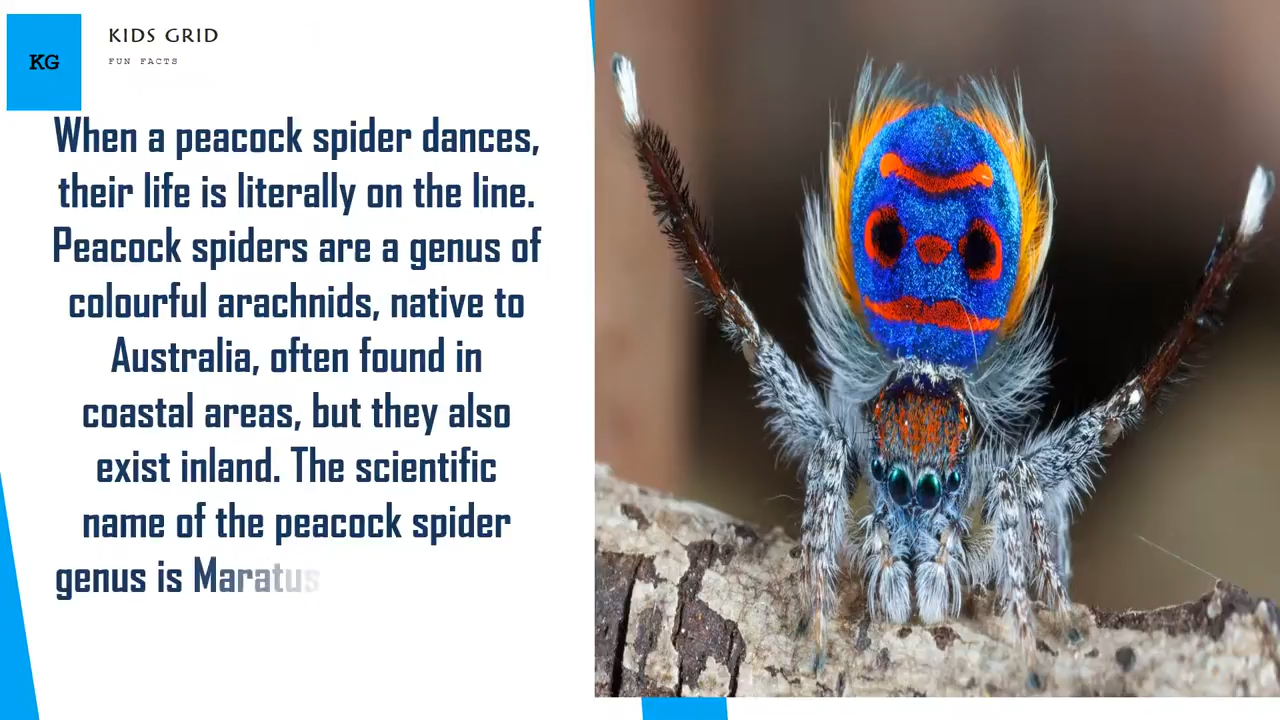 KG
KIDS GRID
FUN FACTS
When a peacock spider dances,
their life is literally on the line.
Peacock spiders are a genus of
colourful arachnids, native to
Australia, often found in
coastal areas, but they also
exist inland. The scientific
name of the peacock spider
genus is Maratus